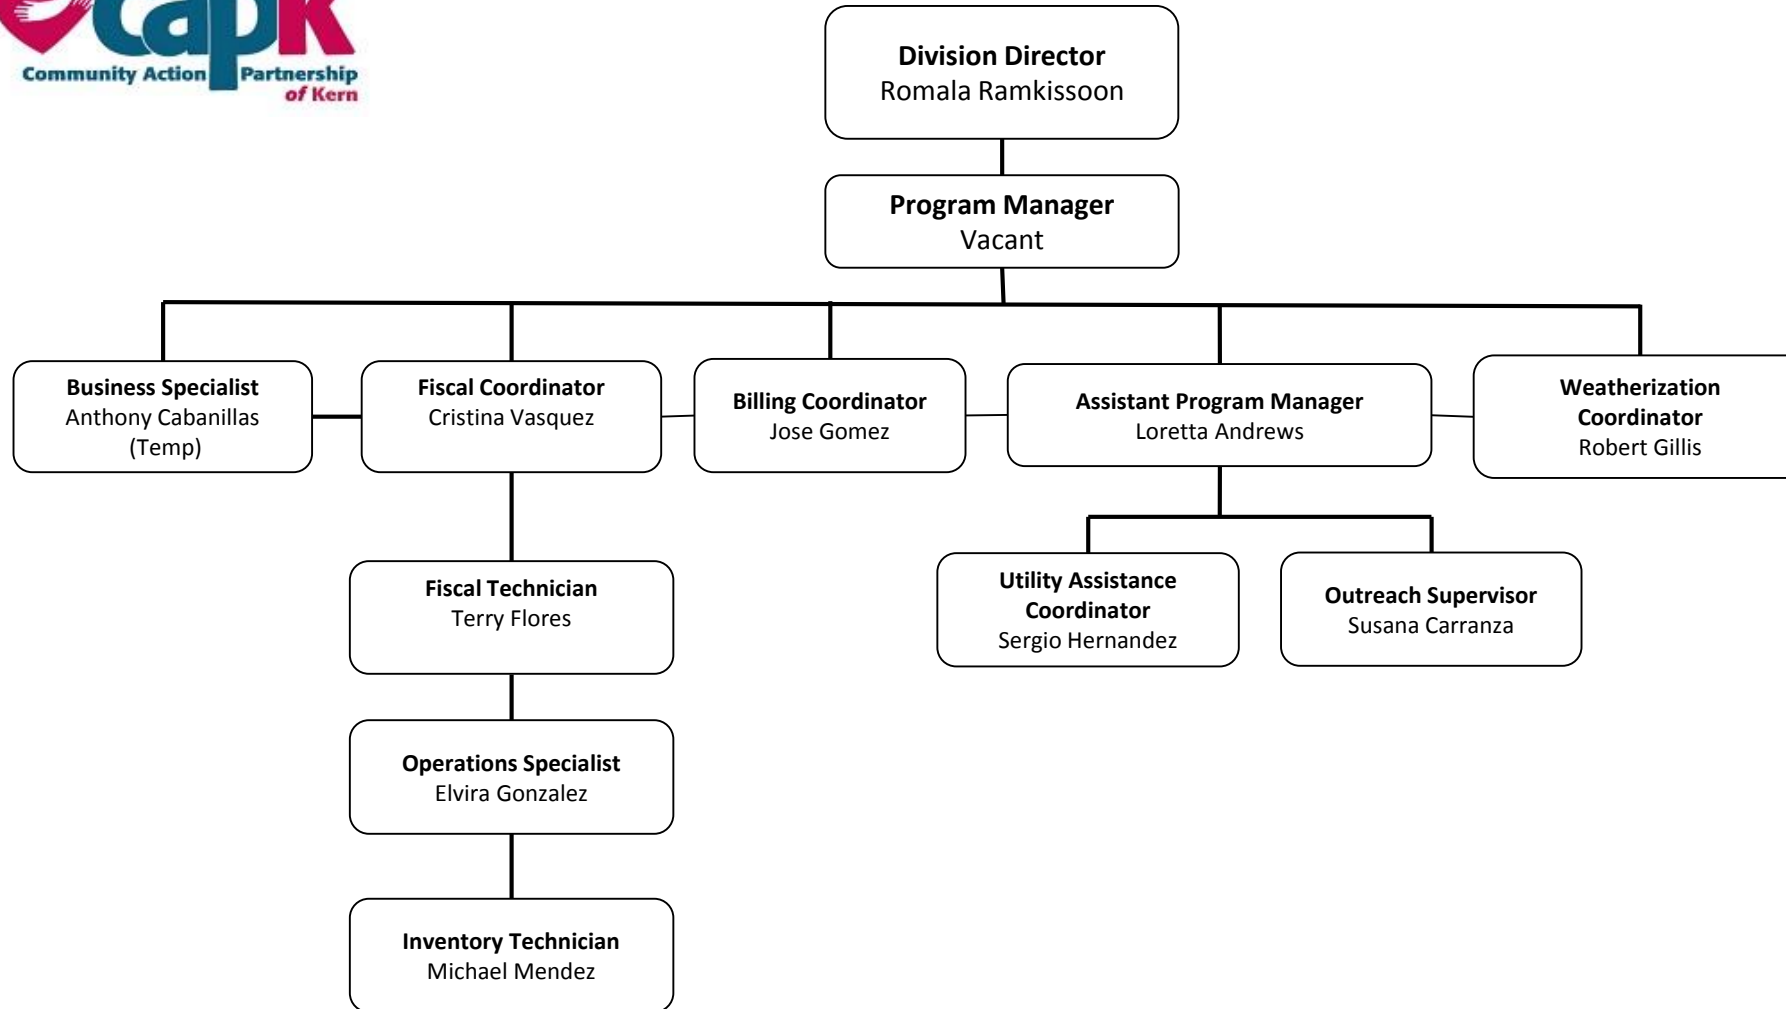 capk
Community Action Partnership
of Kern
Division Director
Romala Ramkissoon
Program Manager
Vacant
Business Specialist
Anthony Cabanillas
(Temp)
Fiscal Coordinator
Cristina Vasquez
Billing Coordinator
Jose Gomez
Assistant Program Manager
Loretta Andrews
Weatherization
Coordinator
Robert Gillis
Fiscal Technician
Terry Flores
Utility Assistance
Coordinator
Sergio Hernandez
Outreach Supervisor
Susana Carranza
Operations Specialist
Elvira Gonzalez
Inventory Technician
Michael Mendez